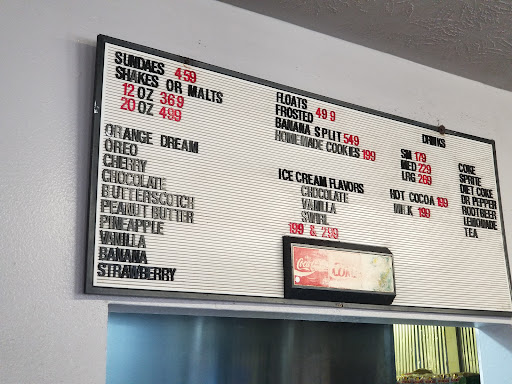 SUNDAES 459
SHAKES OR MALTS
12 OZ 369
20 OZ 499
ORANGE DREAM
OREO
CHERRY
CHOCOLATE
BUTTERSCOTCH
PEANUT BUTTER
PINEAPPLE
VANILLA
BANANA
STRAWBERRY
FLOATS
FROSTED 499
BANANA SPLIT 549
HOMEMADE COOKIES 199
ICE CREAM FLAVORS
CHOCOLATE
VANILLA
SWIRL
199 & 299
DRINKS
SM 179
MED 229
LRG 269
HOT COCOA 199
MILK 199
COKE
SPRITE
DIET COKE
DR PEPPER
ROOTBEER
LEMONADE
TEA
Coca-Cola